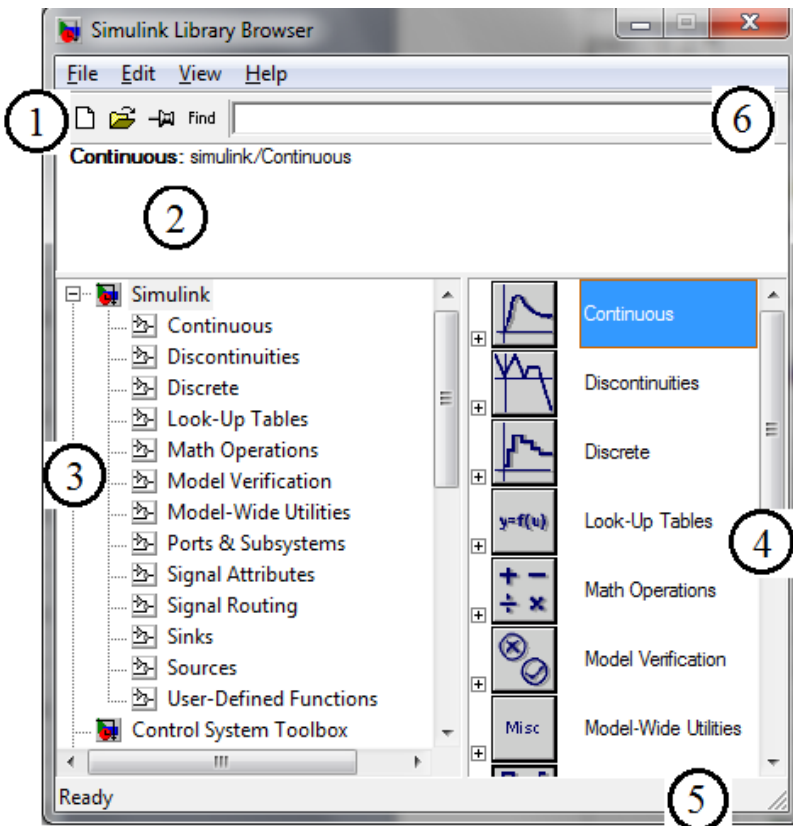 Simulink Library Browser
File Edit View Help
1 Find 6
Continuous: simulink/Continuous
2
Simulink
Continuous
Discontinuities
Discrete
Look-Up Tables
Math Operations
3 Model Verification
Model-Wide Utilities
Ports & Subsystems
Signal Attributes
Signal Routing
Sinks
Sources
User-Defined Functions
Control System Toolbox
Continuous
Discontinuities
Discrete
y=f(u) Look-Up Tables
4
+ − ÷ × Math Operations
Model Verification
Misc Model-Wide Utilities
Ready 5